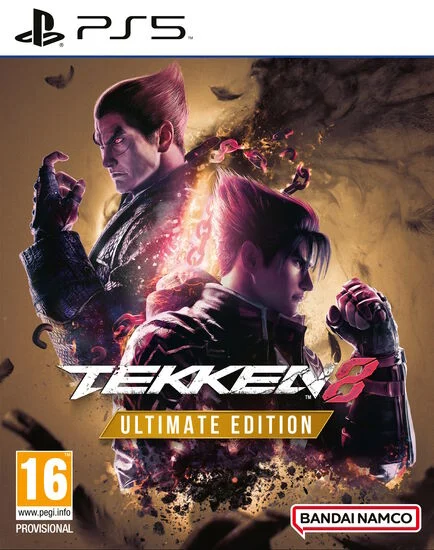 PS5
TEKKEN 8
ULTIMATE EDITION
16
www.pegi.info
PROVISIONAL
BANDAI NAMCO